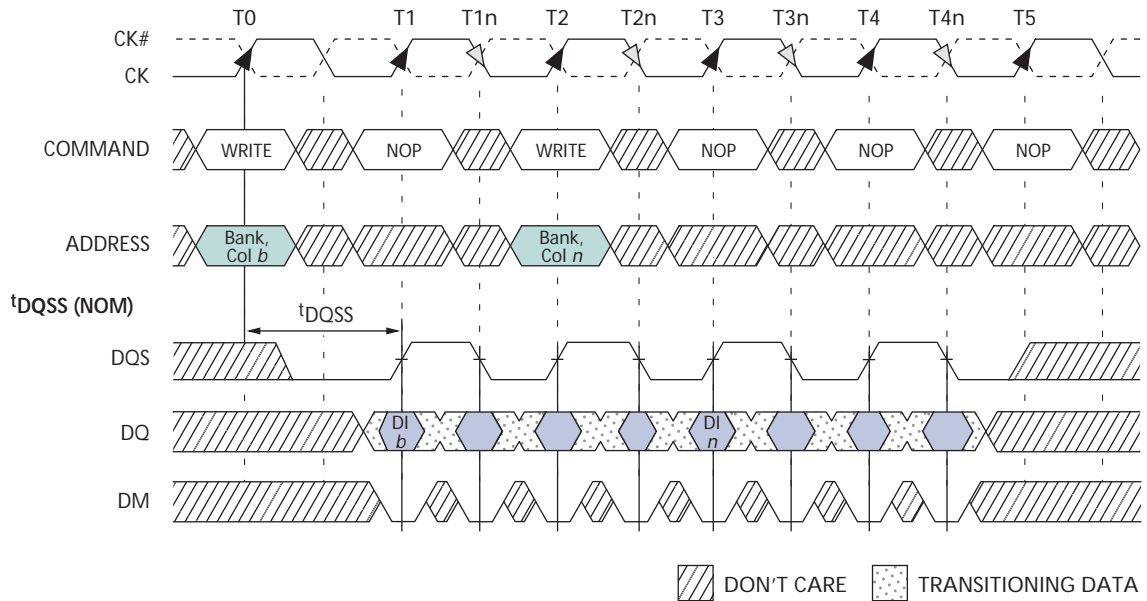 T0 T1 T1n T2 T2n T3 T3n T4 T4n T5
CK#
CK
COMMAND WRITE NOP WRITE NOP NOP NOP
ADDRESS Bank, Col b Bank, Col n
tDQSS (NOM)
tDQSS
DQS
DQ DI b DI n
DM
DON'T CARE TRANSITIONING DATA